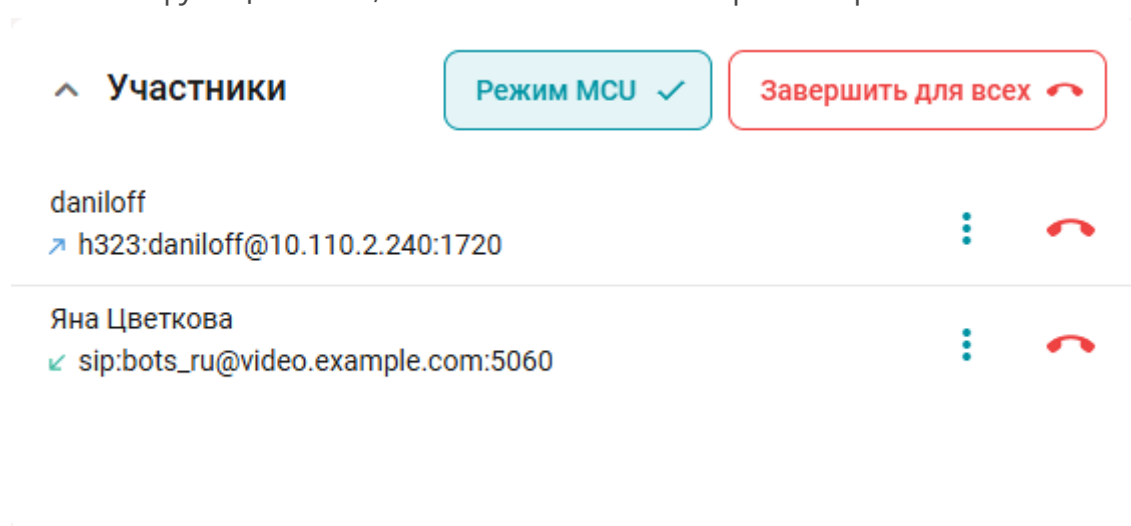 Участники
Режим MCU
Завершить для всех
daniloff
h323:daniloff@10.110.2.240:1720
Яна Цветкова
sip:bots_ru@video.example.com:5060